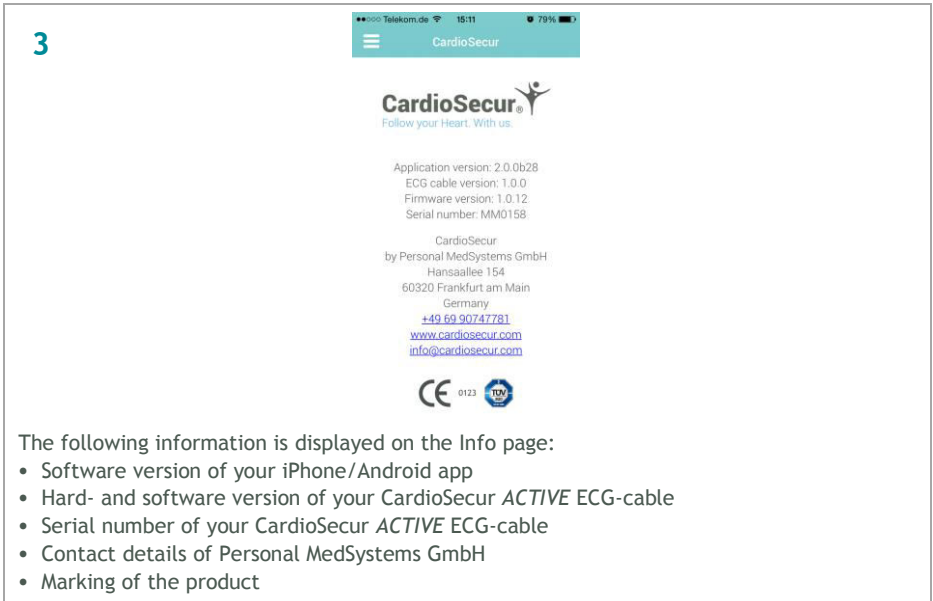 3
Telekom.de 15:11 79%
CardioSecur
CardioSecur®
Follow your Heart. With us.
Application version: 2.0.0b28
ECG cable version: 1.0.0
Firmware version: 1.0.12
Serial number: MM0158
CardioSecur
by Personal MedSystems GmbH
Hansaallee 154
60320 Frankfurt am Main
Germany
+49 69 90747781
www.cardiosecur.com
info@cardiosecur.com
CE 0123 TÜV
The following information is displayed on the Info page:
• Software version of your iPhone/Android app
• Hard- and software version of your CardioSecur ACTIVE ECG-cable
• Serial number of your CardioSecur ACTIVE ECG-cable
• Contact details of Personal MedSystems GmbH
• Marking of the product